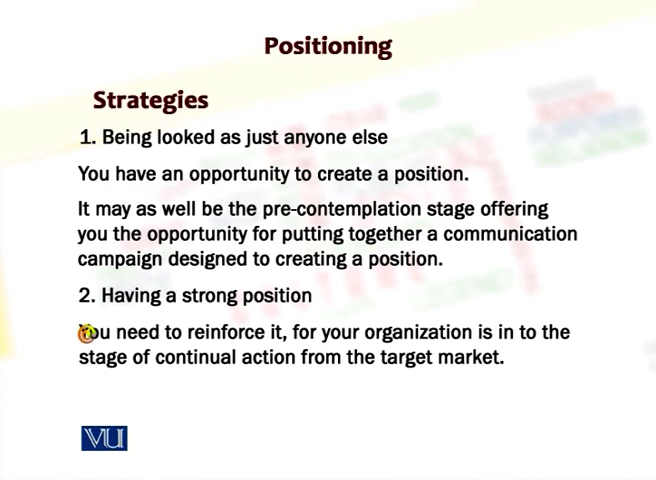 Positioning
Strategies
1. Being looked as just anyone else
You have an opportunity to create a position.
It may as well be the pre-contemplation stage offering
you the opportunity for putting together a communication
campaign designed to creating a position.
2. Having a strong position
You need to reinforce it, for your organization is in to the
stage of continual action from the target market.
VU